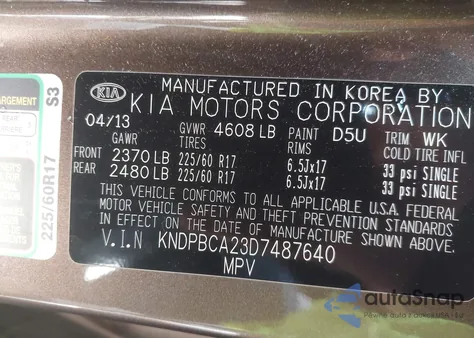 MANUFACTURED IN KOREA BY
KIA KIA MOTORS CORPORATION
04/13 GVWR 4608 LB PAINT D5U TRIM WK
GAWR TIRES RIMS COLD TIRE INFL
FRONT 2370 LB 225/60 R17 6.5Jx17 33 psi SINGLE
REAR 2480 LB 225/60 R17 6.5Jx17 33 psi SINGLE
THIS VEHICLE CONFORMS TO ALL APPLICABLE U.S.A. FEDERAL
MOTOR VEHICLE SAFETY AND THEFT PREVENTION STANDARDS
IN EFFECT ON THE DATE OF MANUFACTURE SHOWN ABOVE.
V.I.N KNDPBCA23D7487640
MPV
ARGEMENT
S3
225/60R17
autoSnap